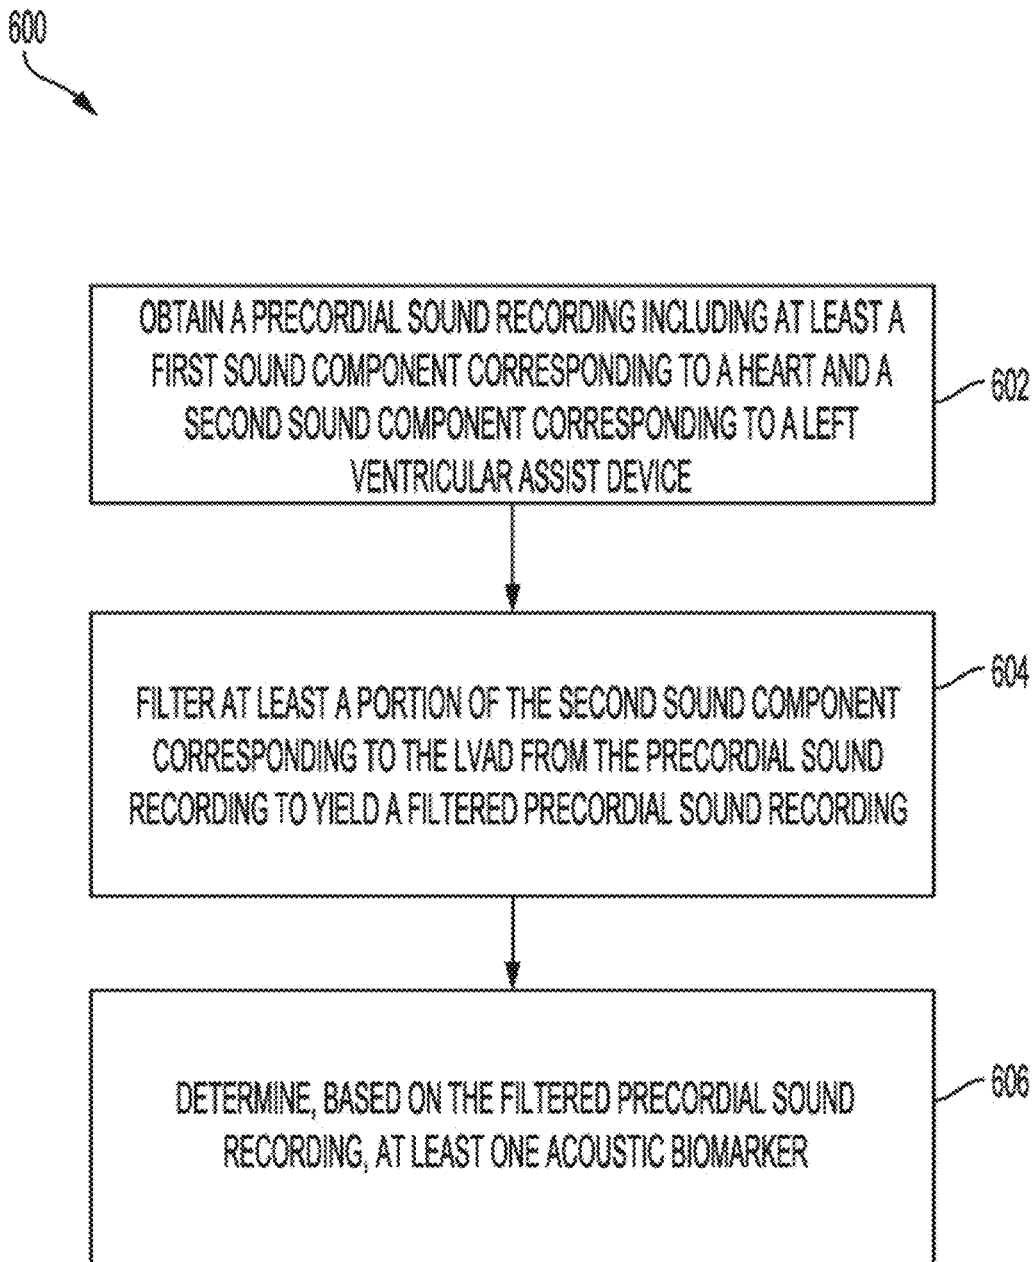 600
OBTAIN A PRECORDIAL SOUND RECORDING INCLUDING AT LEAST A
FIRST SOUND COMPONENT CORRESPONDING TO A HEART AND A
SECOND SOUND COMPONENT CORRESPONDING TO A LEFT
VENTRICULAR ASSIST DEVICE
602
FILTER AT LEAST A PORTION OF THE SECOND SOUND COMPONENT
CORRESPONDING TO THE LVAD FROM THE PRECORDIAL SOUND
RECORDING TO YIELD A FILTERED PRECORDIAL SOUND RECORDING
604
DETERMINE, BASED ON THE FILTERED PRECORDIAL SOUND
RECORDING, AT LEAST ONE ACOUSTIC BIOMARKER
606